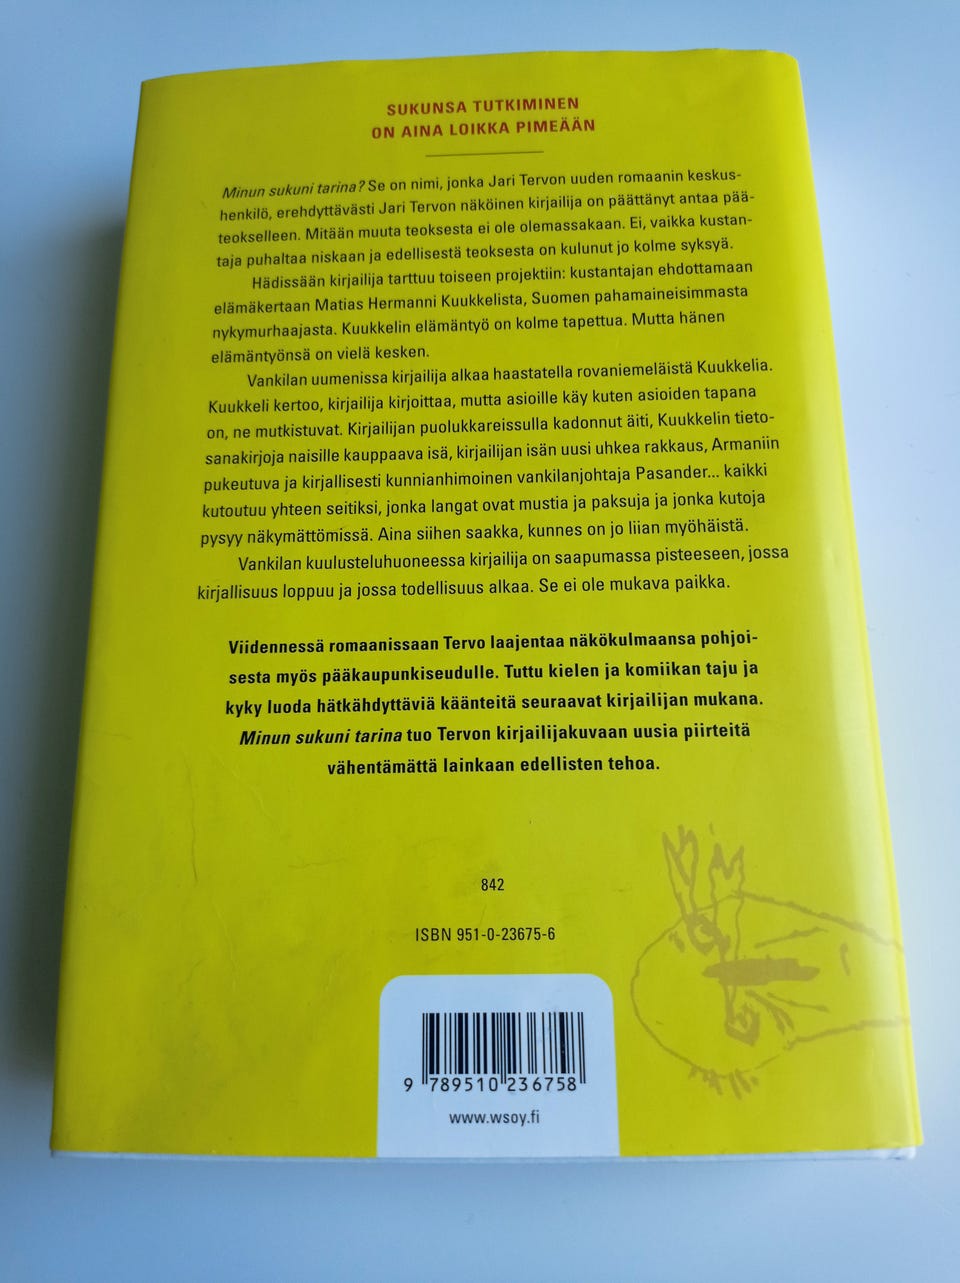 SUKUNSA TUTKIMINEN
ON AINA LOIKKA PIMEÄÄN
Minun sukuni tarina? Se on nimi, jonka Jari Tervon uuden romaanin keskus-
henkilö, erehdyttävästi Jari Tervon näköinen kirjailija on päättänyt antaa pää-
teokselleen. Mitään muuta teoksesta ei ole olemassakaan. Ei, vaikka kustan-
taja puhaltaa niskaan ja edellisestä teoksesta on kulunut jo kolme syksyä.
Hädissään kirjailija tarttuu toiseen projektiin: kustantajan ehdottamaan
elämäkertaan Matias Hermanni Kuukkelista, Suomen pahamaineisimmasta
nykymurhaajasta. Kuukkelin elämäntyö on kolme tapettua. Mutta hänen
elämäntyönsä on vielä kesken.
Vankilan uumenissa kirjailija alkaa haastatella rovaniemeläistä Kuukkelia.
Kuukkeli kertoo, kirjailija kirjoittaa, mutta asioille käy kuten asioiden tapana
on, ne mutkistuvat. Kirjailijan puolukkareissulla kadonnut äiti, Kuukkelin tieto-
sanakirjoja naisille kauppaava isä, kirjailijan isän uusi uhkea rakkaus, Armaniin
pukeutuva ja kirjallisesti kunnianhimoinen vankilanjohtaja Pasander... kaikki
kutoutuu yhteen seitiksi, jonka langat ovat mustia ja paksuja ja jonka kutoja
pysyy näkymättömissä. Aina siihen saakka, kunnes on jo liian myöhäistä.
Vankilan kuulusteluhuoneessa kirjailija on saapumassa pisteeseen, jossa
kirjallisuus loppuu ja jossa todellisuus alkaa. Se ei ole mukava paikka.
Viidennessä romaanissaan Tervo laajentaa näkökulmaansa pohjoi-
sesta myös pääkaupunkiseudulle. Tuttu kielen ja komiikan taju ja
kyky luoda hätkähdyttäviä käänteitä seuraavat kirjailijan mukana.
Minun sukuni tarina tuo Tervon kirjailijakuvaan uusia piirteitä
vähentämättä lainkaan edellisten tehoa.
842
ISBN 951-0-23675-6
9 789510 236758
www.wsoy.fi